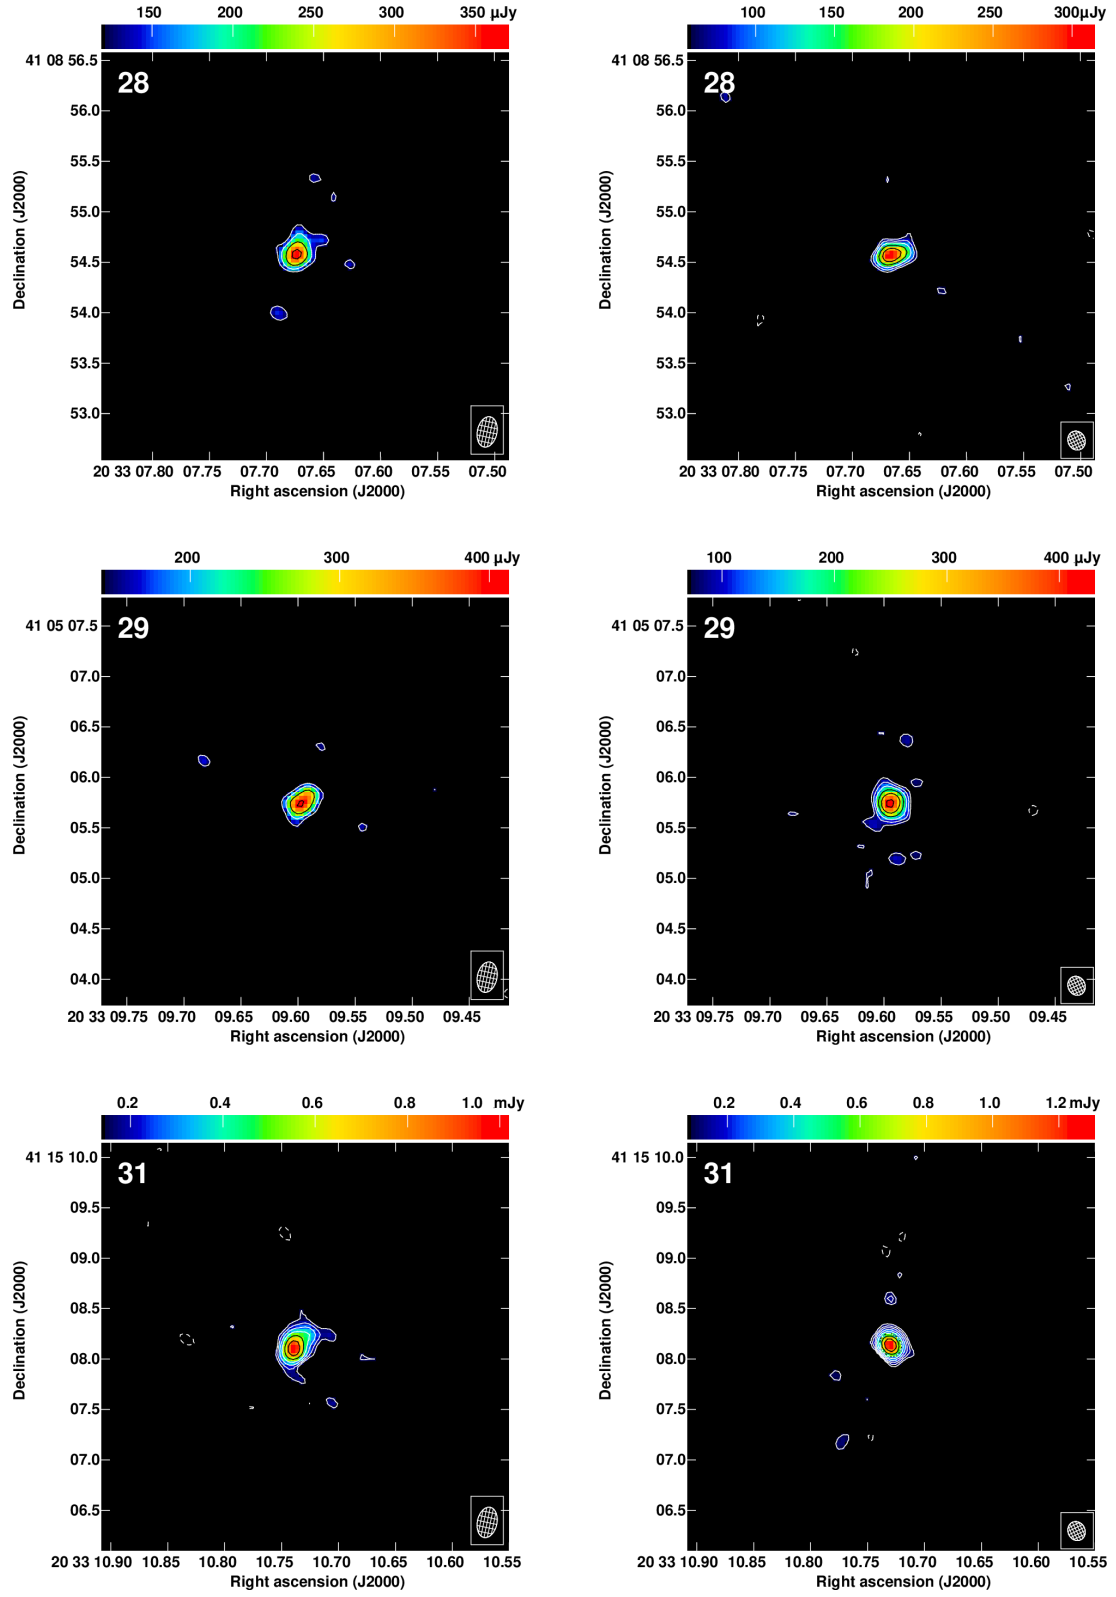 150 200 250 300 350 µJy
28
41 08 56.5
56.0
55.5
55.0
54.5
54.0
53.5
53.0
Declination (J2000)
20 33 07.80 07.75 07.70 07.65 07.60 07.55 07.50
Right ascension (J2000)
100 150 200 250 300µJy
28
41 08 56.5
56.0
55.5
55.0
54.5
54.0
53.5
53.0
Declination (J2000)
20 33 07.80 07.75 07.70 07.65 07.60 07.55 07.50
Right ascension (J2000)
200 300 400 µJy
29
41 05 07.5
07.0
06.5
06.0
05.5
05.0
04.5
04.0
Declination (J2000)
20 33 09.75 09.70 09.65 09.60 09.55 09.50 09.45
Right ascension (J2000)
100 200 300 400 µJy
29
41 05 07.5
07.0
06.5
06.0
05.5
05.0
04.5
04.0
Declination (J2000)
20 33 09.75 09.70 09.65 09.60 09.55 09.50 09.45
Right ascension (J2000)
0.2 0.4 0.6 0.8 1.0 mJy
31
41 15 10.0
09.5
09.0
08.5
08.0
07.5
07.0
06.5
Declination (J2000)
20 33 10.90 10.85 10.80 10.75 10.70 10.65 10.60 10.55
Right ascension (J2000)
0.2 0.4 0.6 0.8 1.0 1.2 mJy
31
41 15 10.0
09.5
09.0
08.5
08.0
07.5
07.0
06.5
Declination (J2000)
20 33 10.90 10.85 10.80 10.75 10.70 10.65 10.60 10.55
Right ascension (J2000)